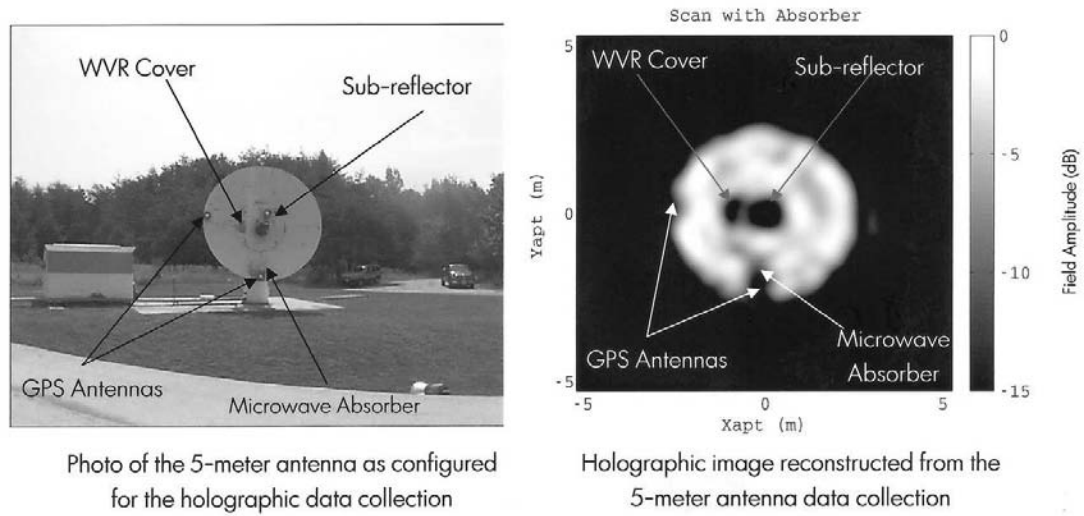 WVR Cover
Sub-reflector
GPS Antennas
Microwave Absorber
Photo of the 5-meter antenna as configured
for the holographic data collection
Scan with Absorber
5
0
-5
Yapt (m)
-5
0
5
Xapt (m)
WVR Cover
Sub-reflector
GPS Antennas
Microwave
Absorber
0
-5
-10
-15
Field Amplitude (dB)
Holographic image reconstructed from the
5-meter antenna data collection